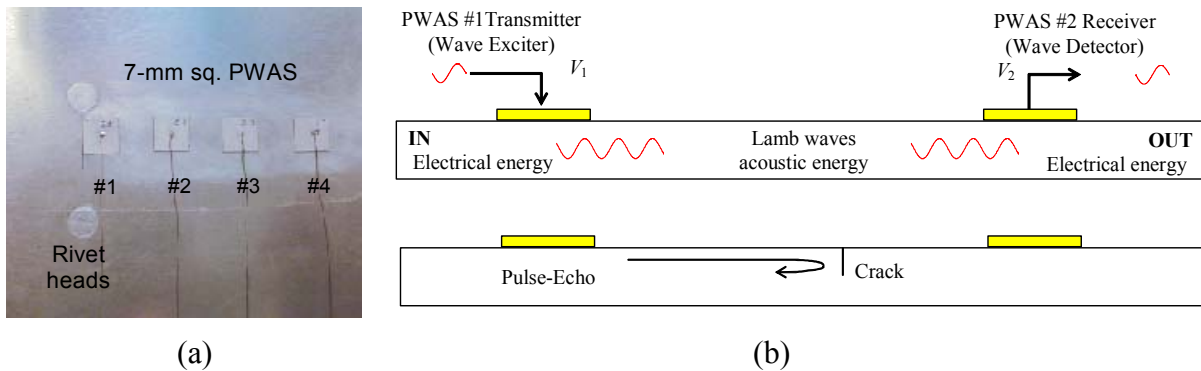 7-mm sq. PWAS
#1
#2
#3
#4
Rivet
heads
(a)
PWAS #1Transmitter
(Wave Exciter)
V1
PWAS #2 Receiver
(Wave Detector)
V2
IN
Electrical energy
Lamb waves
acoustic energy
OUT
Electrical energy
Pulse-Echo
Crack
(b)